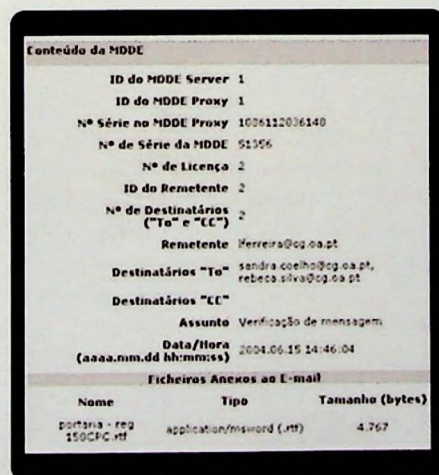 Conteúdo da MDDE
ID do MDDE Server 1
ID do MDDE Proxy 1
Nº Série no MDDE Proxy 1086112036148
Nº de Série da MDDE 51356
Nº de Licença 2
ID do Remetente 2
Nº de Destinatários ("To" e "CC") 2
Remetente lferreira@cg.oa.pt
Destinatários "To" sandra.coelho@cg.oa.pt,
rebeca.silva@cg.oa.pt
Destinatários "CC"
Assunto Verificação de mensagem
Data/Hora
(aaaa.mm.dd hh:mm:ss) 2004.06.15 14:46:04
Ficheiros Anexos ao E-mail
Nome Tipo Tamanho (bytes)
portaria - reg
150CPC.rtf application/msword (.rtf) 4.767